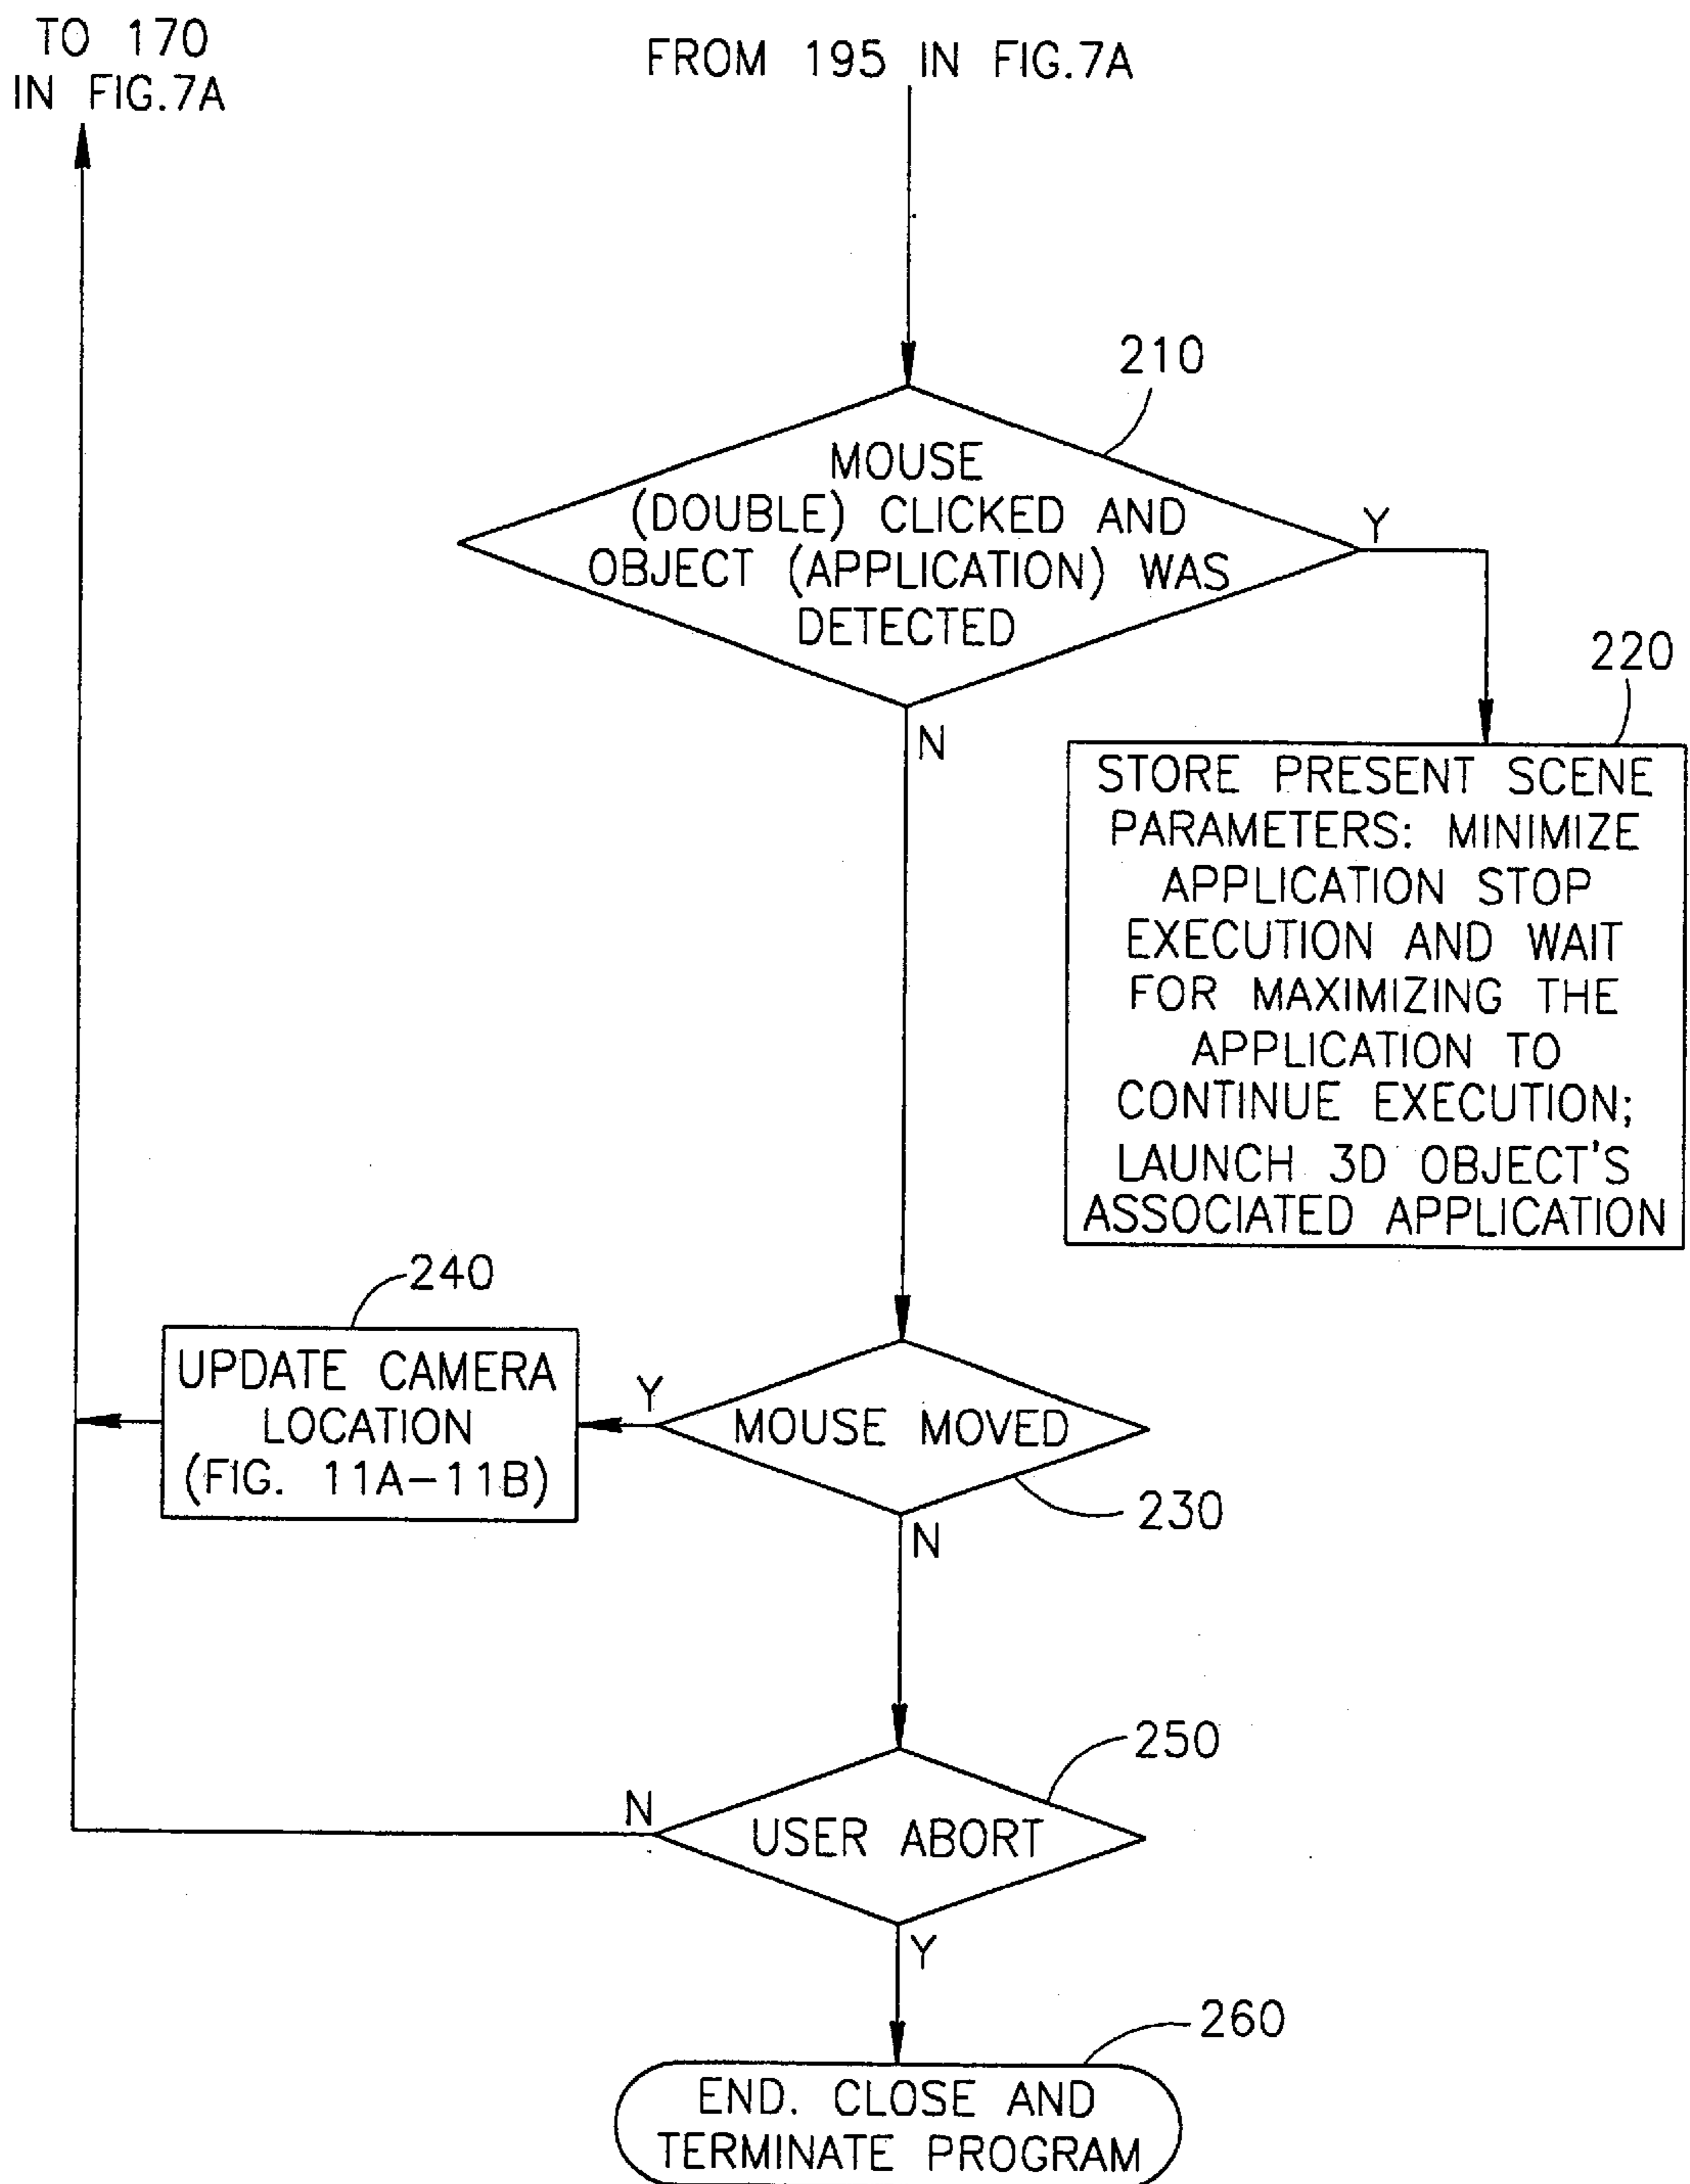 TO 170
IN FIG.7A
FROM 195 IN FIG.7A
210
MOUSE
(DOUBLE) CLICKED AND
OBJECT (APPLICATION) WAS
DETECTED
Y
N
220
STORE PRESENT SCENE
PARAMETERS: MINIMIZE
APPLICATION STOP
EXECUTION AND WAIT
FOR MAXIMIZING THE
APPLICATION TO
CONTINUE EXECUTION;
LAUNCH 3D OBJECT'S
ASSOCIATED APPLICATION
240
UPDATE CAMERA
LOCATION
(FIG. 11A-11B)
Y
MOUSE MOVED
230
N
250
N
USER ABORT
Y
260
END. CLOSE AND
TERMINATE PROGRAM